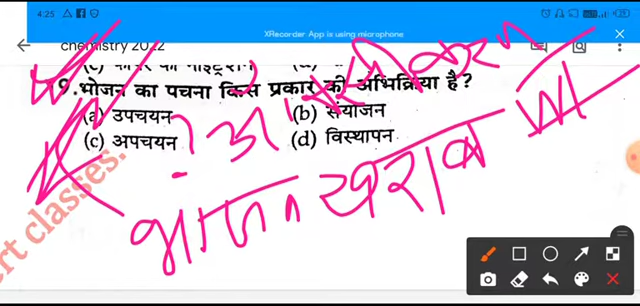 4:25
XRecorder App is using microphone
chemistry 2022
9. भोजन का पचना किस प्रकार की अभिक्रिया है?
(a) उपचयन (b) संयोजन
(c) अपचयन (d) विस्थापन
भोजन खराब
ert classes.